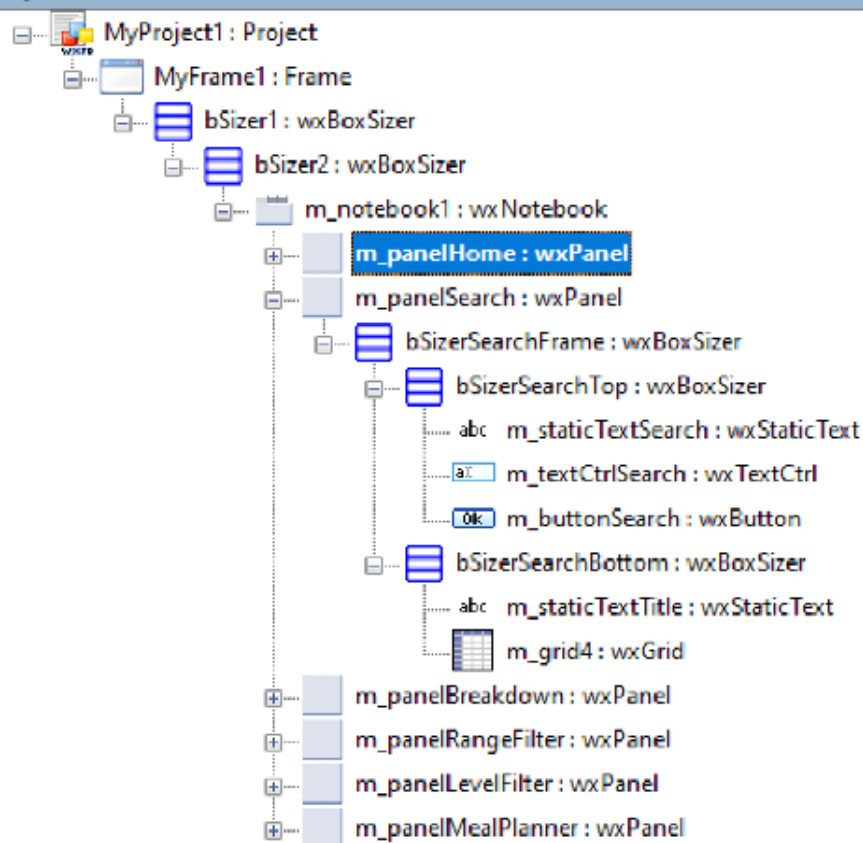 MyProject1 : Project
MyFrame1 : Frame
bSizer1 : wxBoxSizer
bSizer2 : wxBoxSizer
m_notebook1 : wxNotebook
m_panelHome : wxPanel
m_panelSearch : wxPanel
bSizerSearchFrame : wxBoxSizer
bSizerSearchTop : wxBoxSizer
abc m_staticTextSearch : wxStaticText
a m_textCtrlSearch : wxTextCtrl
Ok m_buttonSearch : wxButton
bSizerSearchBottom : wxBoxSizer
abc m_staticTextTitle : wxStaticText
m_grid4 : wxGrid
m_panelBreakdown : wxPanel
m_panelRangeFilter : wxPanel
m_panelLevelFilter : wxPanel
m_panelMealPlanner : wxPanel